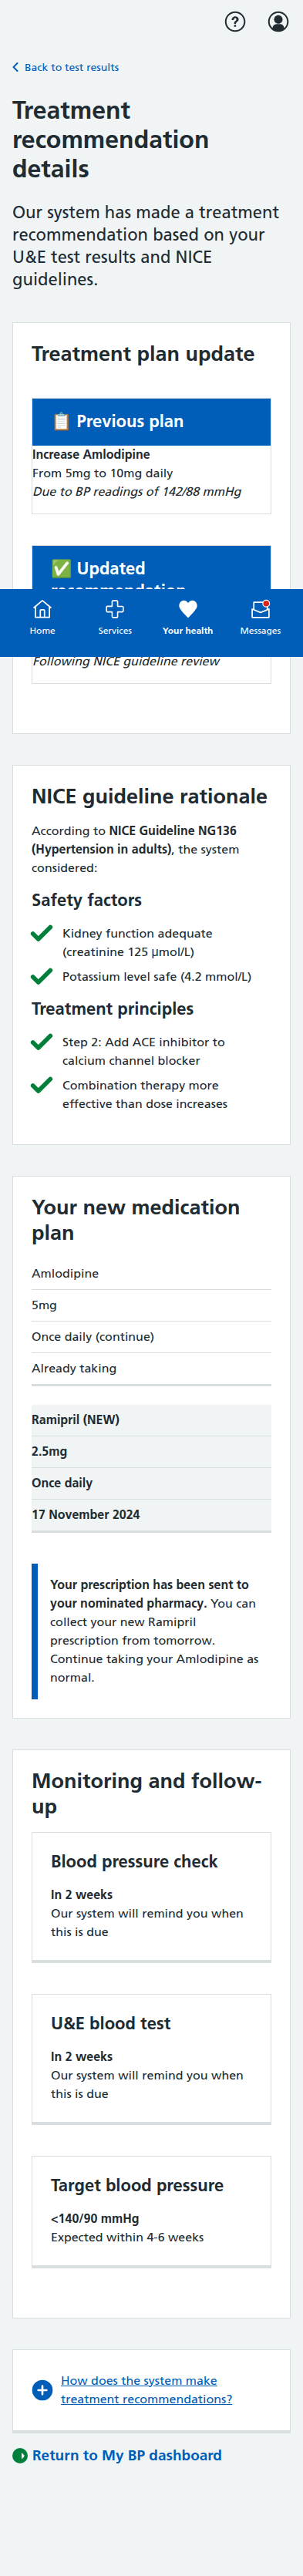 Back to test results
Treatment
recommendation
details
Our system has made a treatment
recommendation based on your
U&E test results and NICE
guidelines.
Treatment plan update
📋 Previous plan
Increase Amlodipine
From 5mg to 10mg daily
Due to BP readings of 142/88 mmHg
✅ Updated
Home
Services
Your health
Messages
Following NICE guideline review
NICE guideline rationale
According to NICE Guideline NG136
(Hypertension in adults), the system
considered:
Safety factors
Kidney function adequate
(creatinine 125 μmol/L)
Potassium level safe (4.2 mmol/L)
Treatment principles
Step 2: Add ACE inhibitor to
calcium channel blocker
Combination therapy more
effective than dose increases
Your new medication
plan
Amlodipine
5mg
Once daily (continue)
Already taking
Ramipril (NEW)
2.5mg
Once daily
17 November 2024
Your prescription has been sent to
your nominated pharmacy. You can
collect your new Ramipril
prescription from tomorrow.
Continue taking your Amlodipine as
normal.
Monitoring and follow-
up
Blood pressure check
In 2 weeks
Our system will remind you when
this is due
U&E blood test
In 2 weeks
Our system will remind you when
this is due
Target blood pressure
<140/90 mmHg
Expected within 4-6 weeks
How does the system make
treatment recommendations?
Return to My BP dashboard